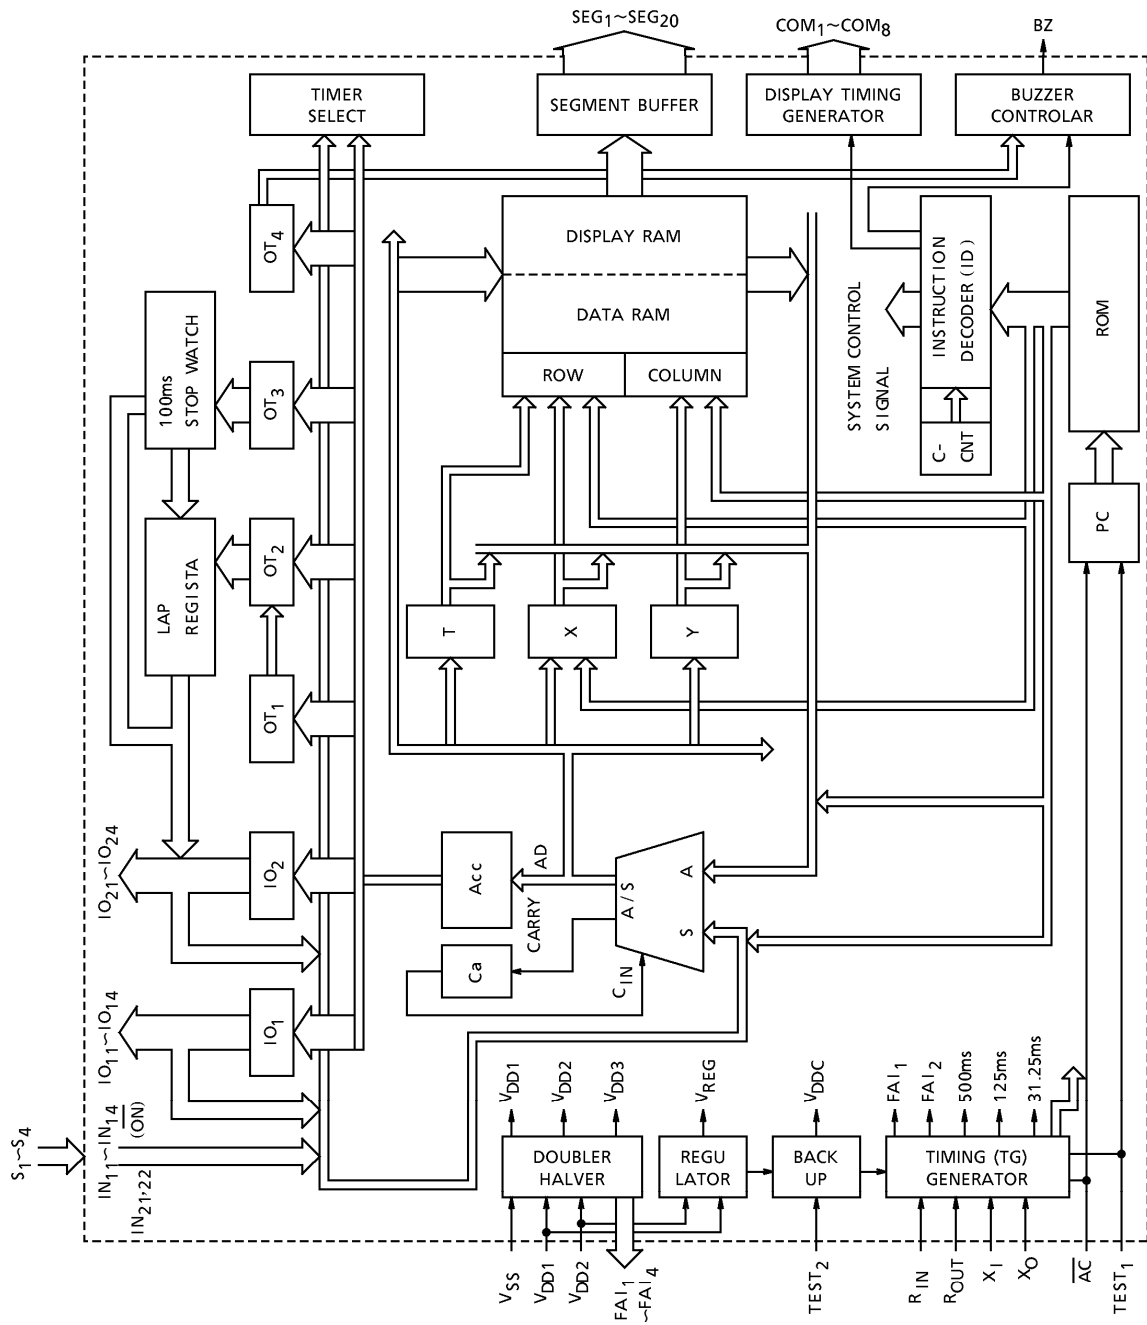 SEG1~SEG20
COM1~COM8
BZ
TIMER
SELECT
SEGMENT BUFFER
DISPLAY TIMING
GENERATOR
BUZZER
CONTROLAR
OT4
DISPLAY RAM
DATA RAM
ROW
COLUMN
SYSTEM CONTROL
SIGNAL
INSTRUCTION
DECODER (ID)
C-
CNT
ROM
100ms
STOP WATCH
OT3
LAP
REGISTA
OT2
OT1
PC
T
X
Y
IO21~IO24
IO2
Acc
AD
CARRY
A/S
A
S
Ca
CIN
IO11~IO14
IO1
S1~S4
IN11~IN14
(ON)
IN21,22
VDD1
VDD2
VDD3
VREG
VDDC
FAI1
FAI2
500ms
125ms
31.25ms
DOUBLER
HALVER
REGU
LATOR
BACK
UP
TIMING (TG)
GENERATOR
VSS
VDD1
VDD2
FAI1
~FAI4
TEST2
RIN
ROUT
XI
XO
AC
TEST1